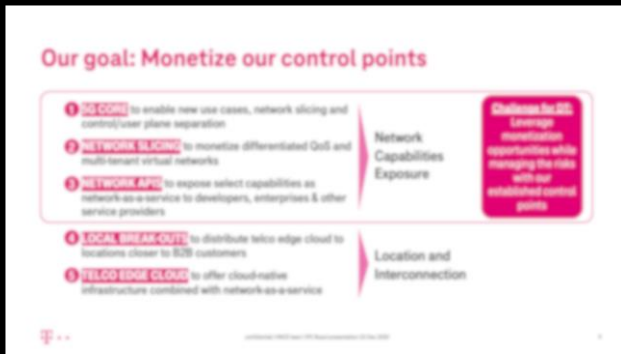 Our goal: Monetize our control points
1 5G CORE to enable new use cases, network slicing and
control/user plane separation
2 NETWORK SLICING to monetize differentiated QoS and
multi-tenant virtual networks
3 NETWORK APIS to expose select capabilities as
network-as-a-service to developers, enterprises & other
service providers
Network
Capabilities
Exposure
Challenge for DT:
Leverage
monetization
opportunities while
managing the risks
with our
established control
points
4 LOCAL BREAK-OUTS to distribute telco edge cloud to
locations closer to B2B customers
5 TELCO EDGE CLOUD to offer cloud-native
infrastructure combined with network-as-a-service
Location and
Interconnection
T